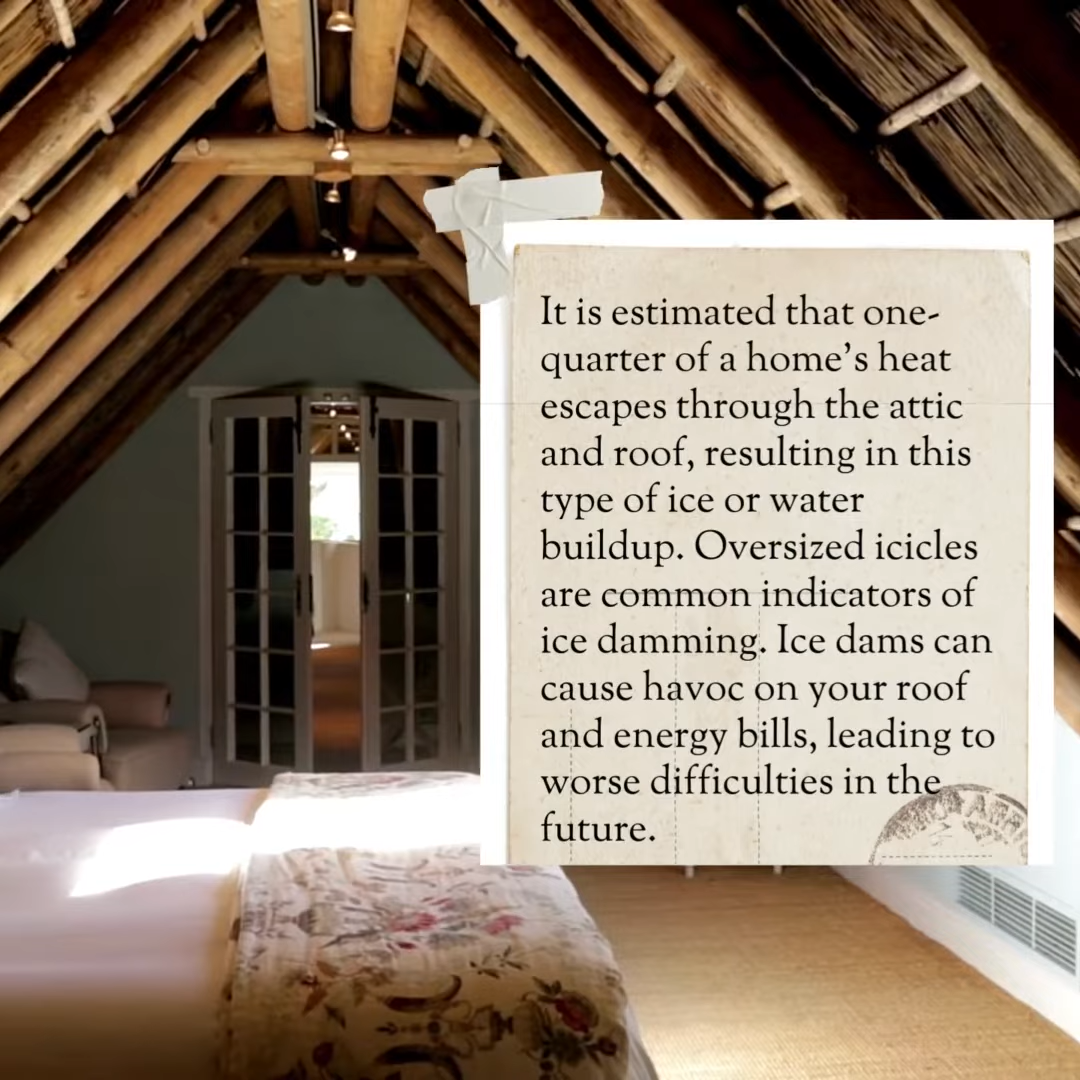 It is estimated that one-
quarter of a home’s heat
escapes through the attic
and roof, resulting in this
type of ice or water
buildup. Oversized icicles
are common indicators of
ice damming. Ice dams can
cause havoc on your roof
and energy bills, leading to
worse difficulties in the
future.